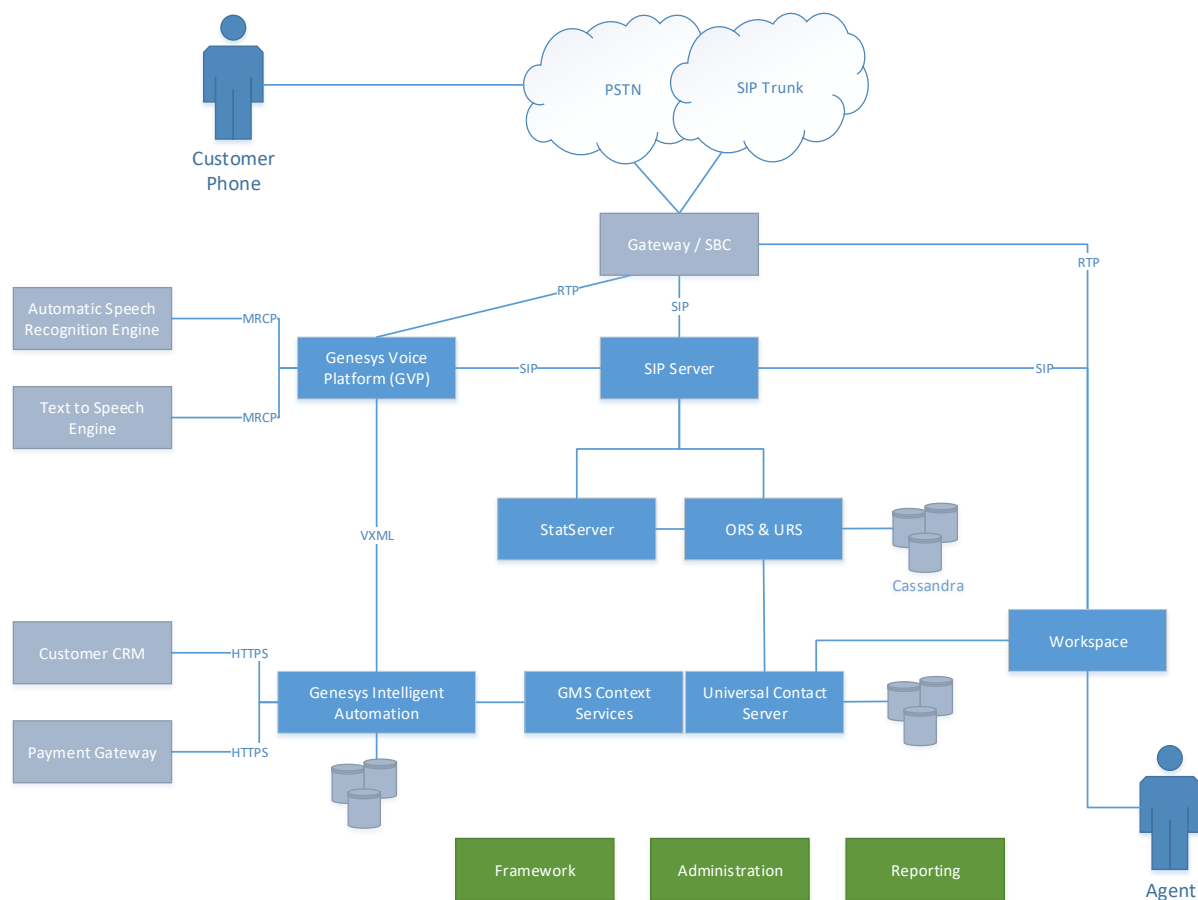 PSTN
SIP Trunk
Customer
Phone
Gateway / SBC
RTP
RTP
SIP
Automatic Speech
Recognition Engine
MRCP
Genesys Voice
Platform (GVP)
SIP
SIP Server
SIP
Text to Speech
Engine
MRCP
VXML
StatServer
ORS & URS
Cassandra
Customer CRM
HTTPS
Workspace
Genesys Intelligent
Automation
GMS Context
Services
Universal Contact
Server
Payment Gateway
HTTPS
Framework
Administration
Reporting
Agent